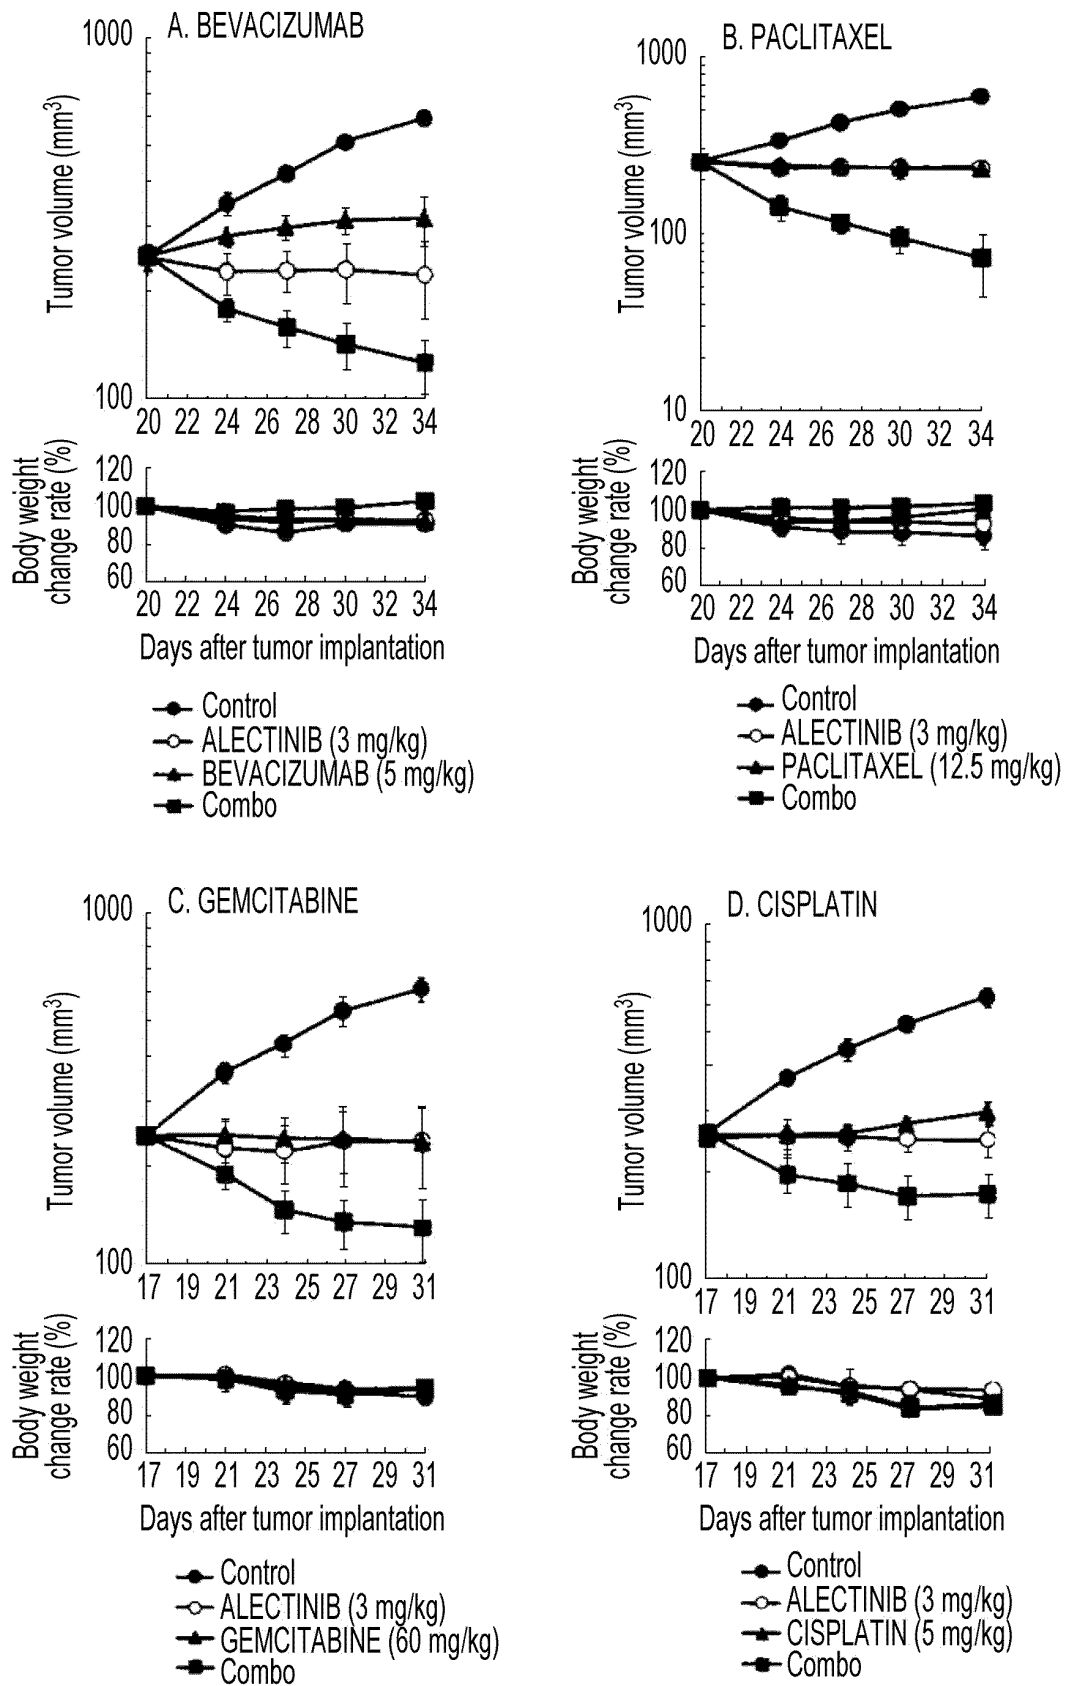 A. BEVACIZUMAB
1000
Tumor volume (mm3)
100
20 22 24 26 28 30 32 34
Body weight
change rate (%)
120
100
80
60
20 22 24 26 28 30 32 34
Days after tumor implantation
Control
ALECTINIB (3 mg/kg)
BEVACIZUMAB (5 mg/kg)
Combo
B. PACLITAXEL
1000
Tumor volume (mm3)
100
10
20 22 24 26 28 30 32 34
Body weight
change rate (%)
120
100
80
60
20 22 24 26 28 30 32 34
Days after tumor implantation
Control
ALECTINIB (3 mg/kg)
PACLITAXEL (12.5 mg/kg)
Combo
C. GEMCITABINE
1000
Tumor volume (mm3)
100
17 19 21 23 25 27 29 31
Body weight
change rate (%)
120
100
80
60
17 19 21 23 25 27 29 31
Days after tumor implantation
Control
ALECTINIB (3 mg/kg)
GEMCITABINE (60 mg/kg)
Combo
D. CISPLATIN
1000
Tumor volume (mm3)
100
17 19 21 23 25 27 29 31
Body weight
change rate (%)
120
100
80
60
17 19 21 23 25 27 29 31
Days after tumor implantation
Control
ALECTINIB (3 mg/kg)
CISPLATIN (5 mg/kg)
Combo